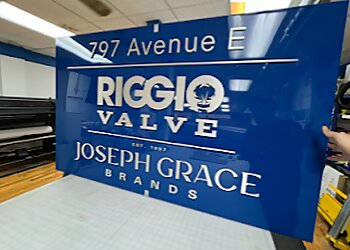 797 Avenue E
RIGGIO
VALVE
EST. 1997
JOSEPH GRACE
BRANDS